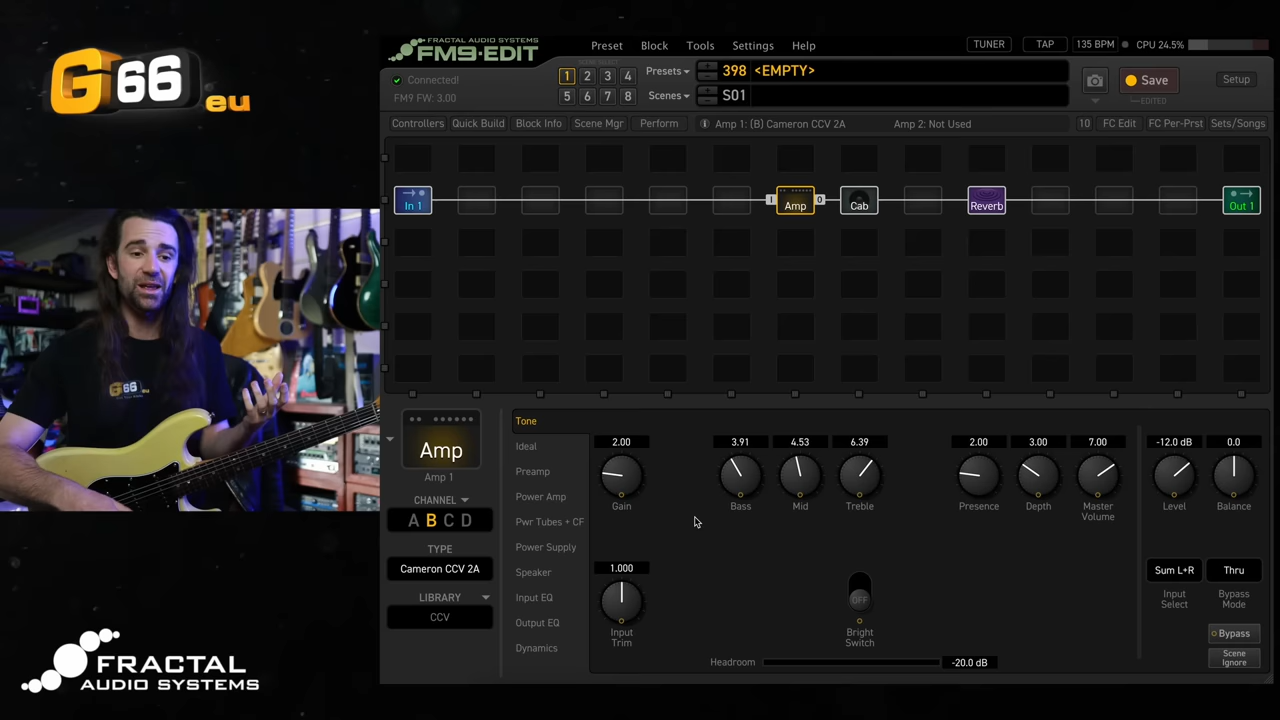 G66
eu
FRACTAL AUDIO SYSTEMS
FM9-EDIT
Preset Block Tools Settings Help
TUNER TAP 135 BPM CPU 24.5%
Connected!
FM9 FW: 3.00
SCENE SELECT
1 2 3 4
5 6 7 8
Presets 398 <EMPTY>
Scenes S01
Save
EDITED
Setup
Controllers Quick Build Block Info Scene Mgr Perform Amp 1: (B) Cameron CCV 2A Amp 2: Not Used 10 FC Edit FC Per-Prst Sets/Songs
In 1 I Amp O Cab Reverb Out 1
G66 eu
Amp
Amp 1
CHANNEL
A B C D
TYPE
Cameron CCV 2A
LIBRARY
CCV
Tone
Ideal
Preamp
Power Amp
Pwr Tubes + CF
Power Supply
Speaker
Input EQ
Output EQ
Dynamics
2.00 3.91 4.53 6.39 2.00 3.00 7.00 -12.0 dB 0.0
Gain Bass Mid Treble Presence Depth Master Volume Level Balance
1.000
Input Trim
OFF
Bright Switch
Sum L+R Thru
Input Select Bypass Mode
Bypass
Scene Ignore
Headroom -20.0 dB
FRACTAL
AUDIO SYSTEMS